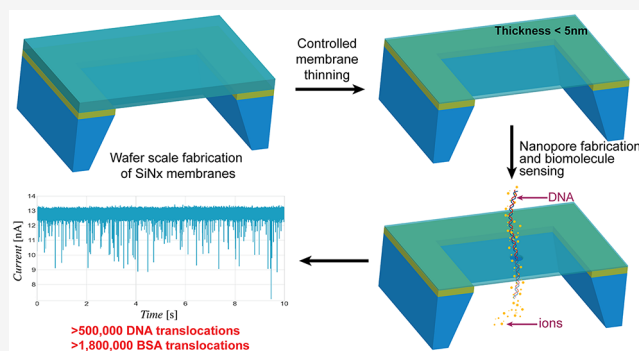 Controlled
membrane
thinning
Thickness < 5nm
Wafer scale fabrication
of SiNx membranes
Nanopore fabrication
and biomolecule
sensing
DNA
ions
Current [nA]
14
13
12
11
10
9
8
0
2
4
6
8
10
Time [s]
>500,000 DNA translocations
>1,800,000 BSA translocations